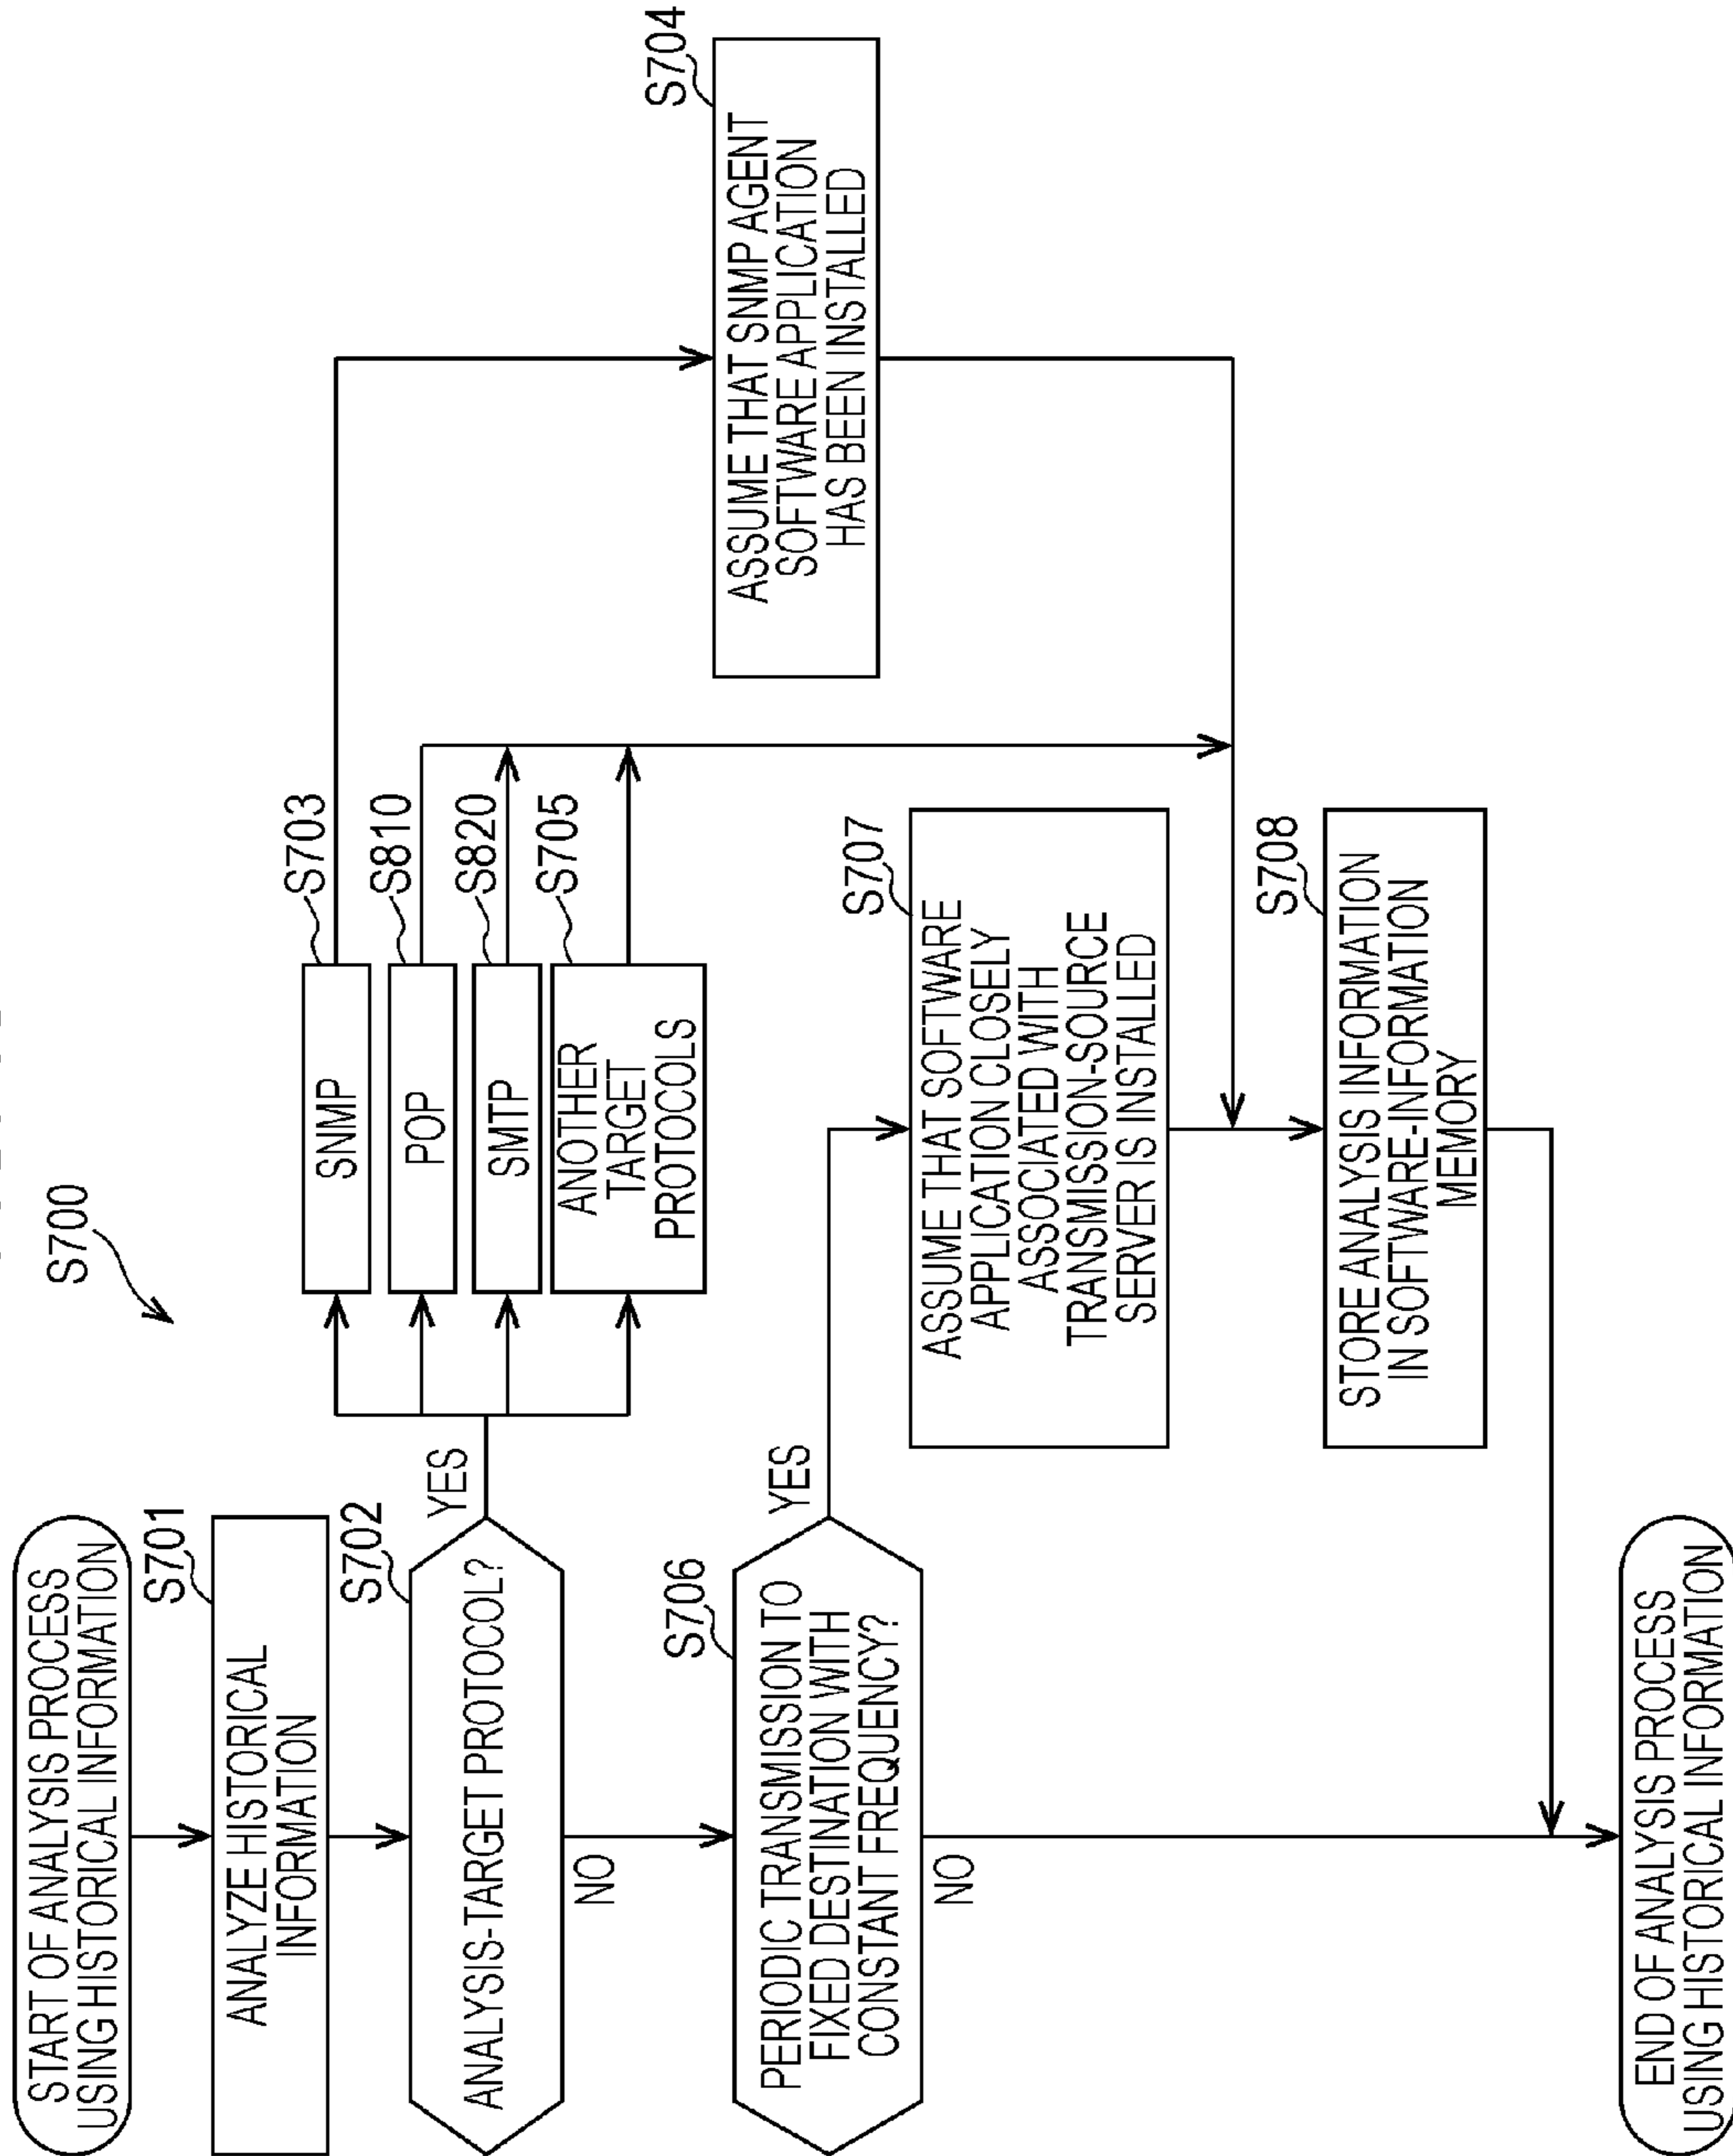 S700
START OF ANALYSIS PROCESS
USING HISTORICAL INFORMATION
S701
ANALYZE HISTORICAL
INFORMATION
S702
ANALYSIS-TARGET PROTOCOL?
YES
NO
SNMP
S703
POP
S810
SMTP
S820
ANOTHER
TARGET
PROTOCOLS
S705
ASSUME THAT SNMP AGENT
SOFTWARE APPLICATION
HAS BEEN INSTALLED
S704
S706
PERIODIC TRANSMISSION TO
FIXED DESTINATION WITH
CONSTANT FREQUENCY?
YES
NO
S707
ASSUME THAT SOFTWARE
APPLICATION CLOSELY
ASSOCIATED WITH
TRANSMISSION-SOURCE
SERVER IS INSTALLED
S708
STORE ANALYSIS INFORMATION
IN SOFTWARE-INFORMATION
MEMORY
END OF ANALYSIS PROCESS
USING HISTORICAL INFORMATION